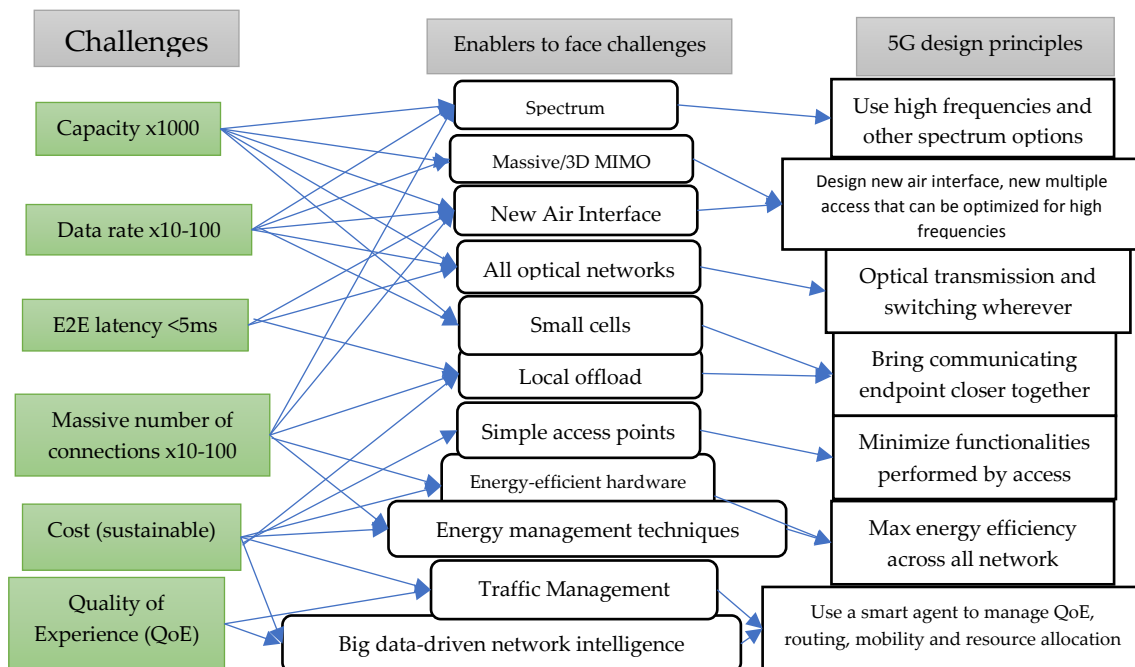 Challenges
Capacity x1000
Data rate x10-100
E2E latency <5ms
Massive number of
connections x10-100
Cost (sustainable)
Quality of
Experience (QoE)
Enablers to face challenges
Spectrum
Massive/3D MIMO
New Air Interface
All optical networks
Small cells
Local offload
Simple access points
Energy-efficient hardware
Energy management techniques
Traffic Management
Big data-driven network intelligence
5G design principles
Use high frequencies and
other spectrum options
Design new air interface, new multiple
access that can be optimized for high
frequencies
Optical transmission and
switching wherever
Bring communicating
endpoint closer together
Minimize functionalities
performed by access
Max energy efficiency
across all network
Use a smart agent to manage QoE,
routing, mobility and resource allocation